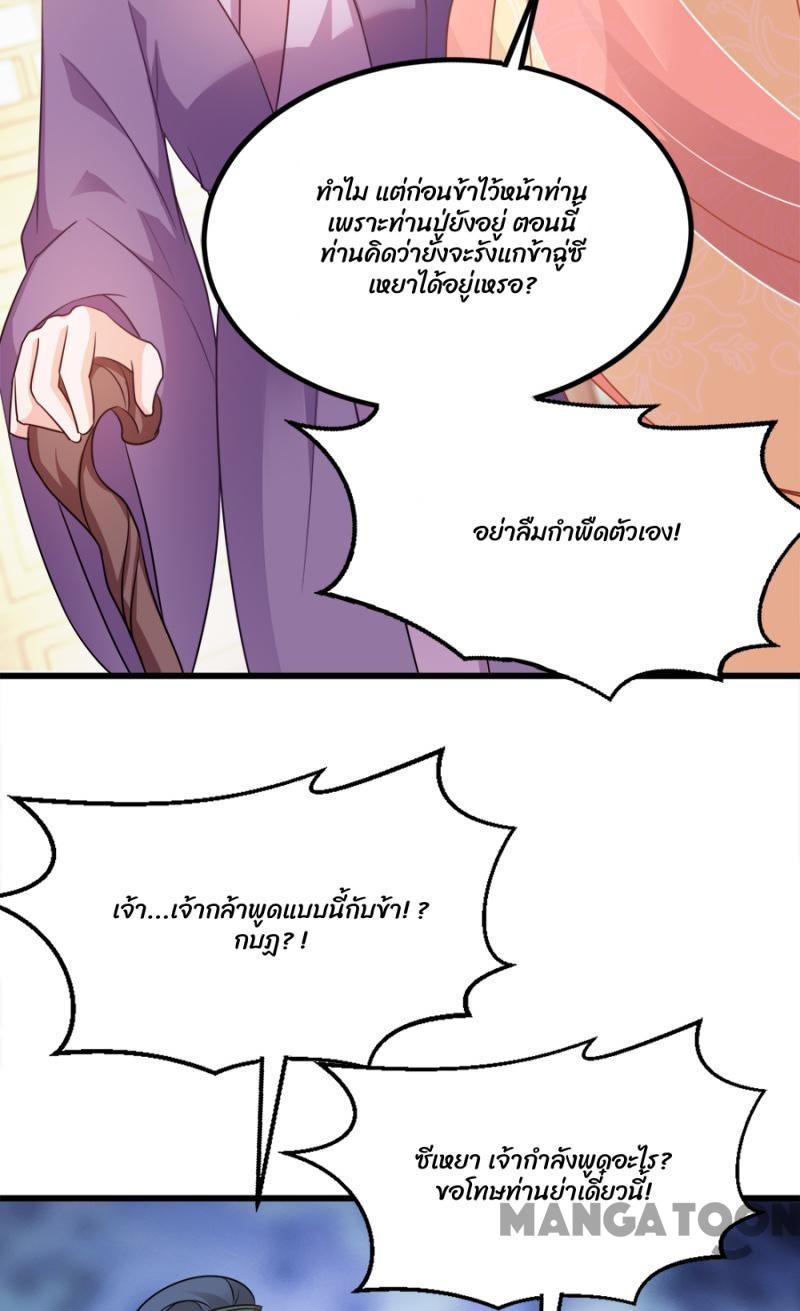 ทำไม แต่ก่อนข้าไว้หน้าท่าน
เพราะท่านปู่ยังอยู่ ตอนนี้
ท่านคิดว่ายังจะรังแกข้าฉู่ซี
เหยาได้อยู่เหรอ?
อย่าลืมกำพืดตัวเอง!
เจ้า...เจ้ากล้าพูดแบบนี้กับข้า! ?
กบฏ? !
ซีเหยา เจ้ากำลังพูดอะไร?
ขอโทษท่านย่าเดี๋ยวนี้!
MANGATOON